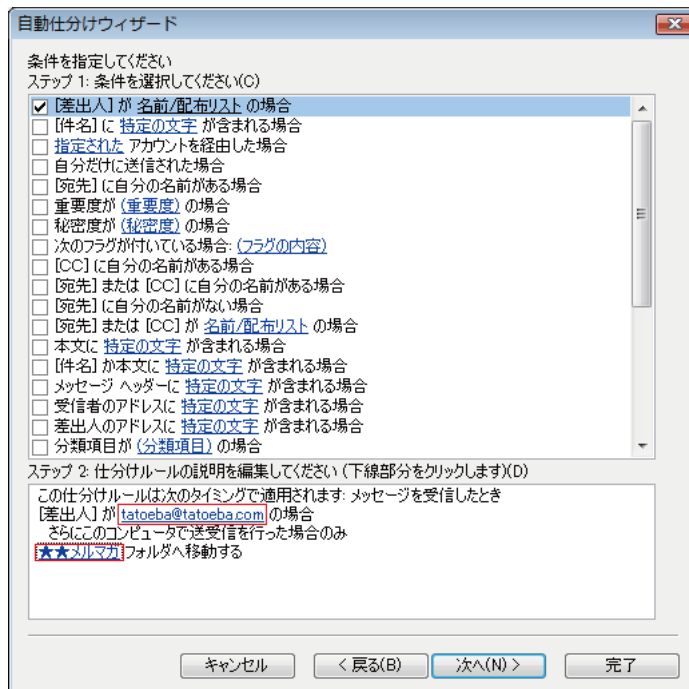 自動仕分けウィザード
条件を指定してください
ステップ 1: 条件を選択してください(C)
[差出人] が 名前/配布リスト の場合
[件名] に 特定の文字 が含まれる場合
指定された アカウントを経由した場合
自分だけに送信された場合
[宛先] に自分の名前がある場合
重要度が (重要度) の場合
秘密度が (秘密度) の場合
次のフラグが付いている場合: (フラグの内容)
[CC] に自分の名前がある場合
[宛先] または [CC] に自分の名前がある場合
[宛先] に自分の名前がない場合
[宛先] または [CC] が 名前/配布リスト の場合
本文に 特定の文字 が含まれる場合
[件名] か本文に 特定の文字 が含まれる場合
メッセージ ヘッダーに 特定の文字 が含まれる場合
受信者のアドレスに 特定の文字 が含まれる場合
差出人のアドレスに 特定の文字 が含まれる場合
分類項目が (分類項目) の場合
ステップ 2: 仕分けルールの説明を編集してください (下線部分をクリックします)(D)
この仕分けルールは次のタイミングで適用されます: メッセージを受信したとき
[差出人] が tatoeba@tatoeba.com の場合
さらにこのコンピュータで送受信を行った場合のみ
★★メルマガ フォルダへ移動する
キャンセル
< 戻る(B)
次へ(N) >
完了